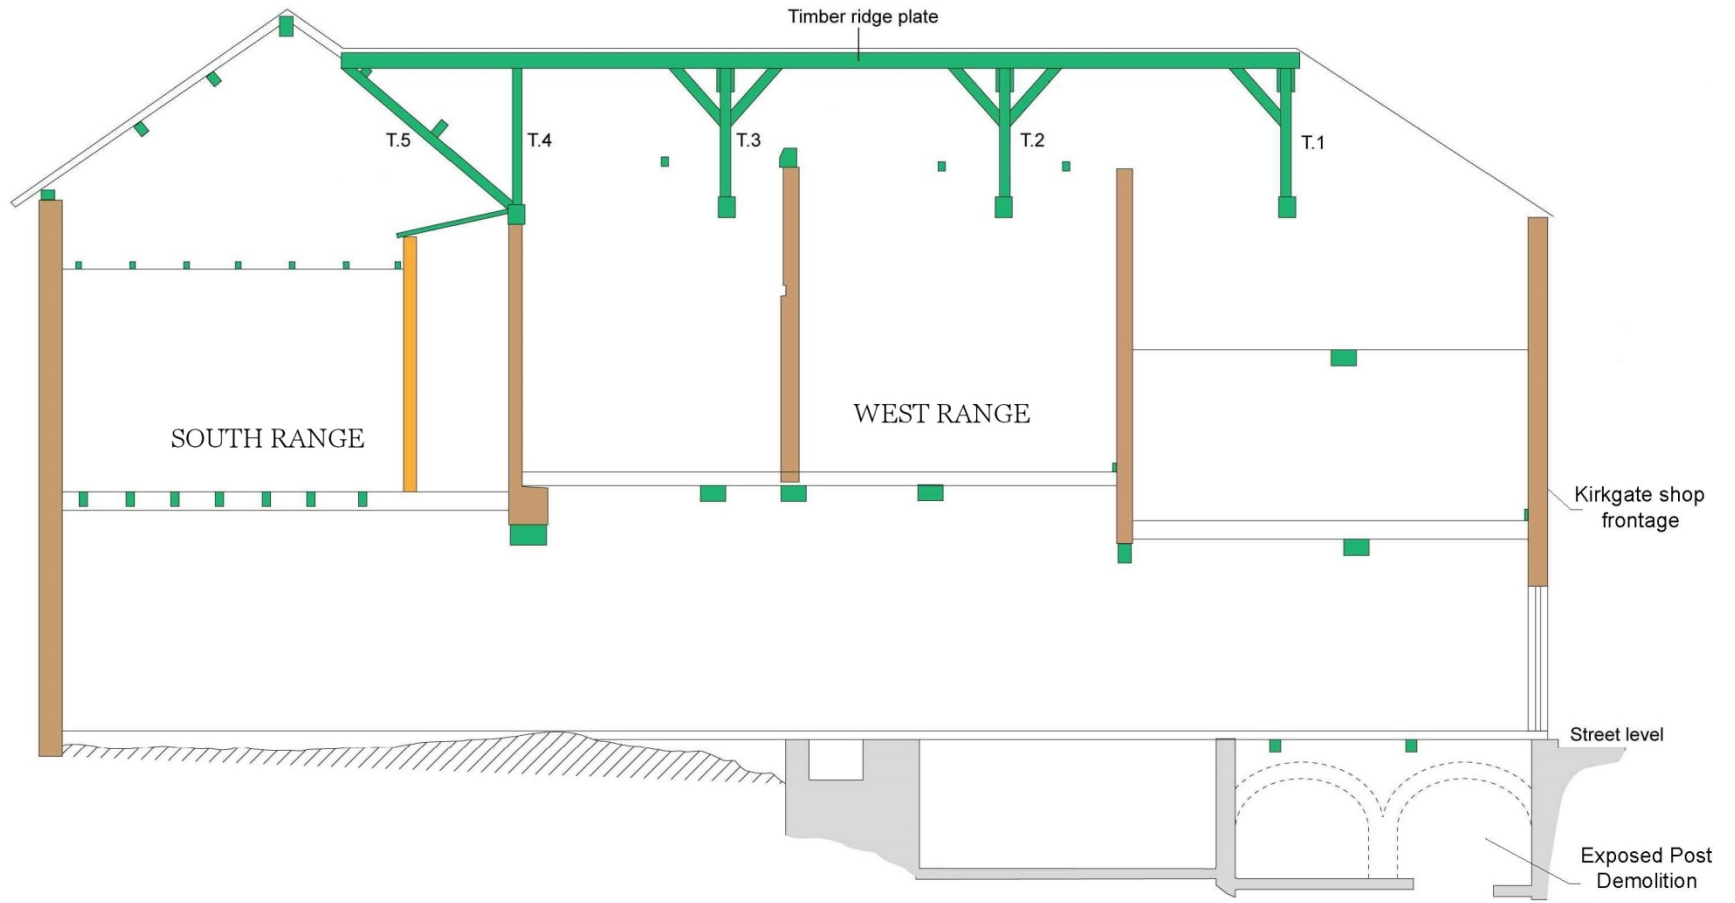 Timber ridge plate
T.5
T.4
T.3
T.2
T.1
WEST RANGE
SOUTH RANGE
Kirkgate shop
frontage
Street level
Exposed Post
Demolition